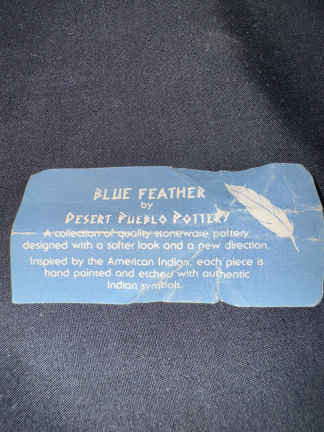 BLUE FEATHER
by
DESERT PUEBLO POTTERY
A collection of quality stoneware pottery
designed with a softer look and a new direction.
Inspired by the American Indian, each piece is
hand painted and etched with authentic
Indian symbols.